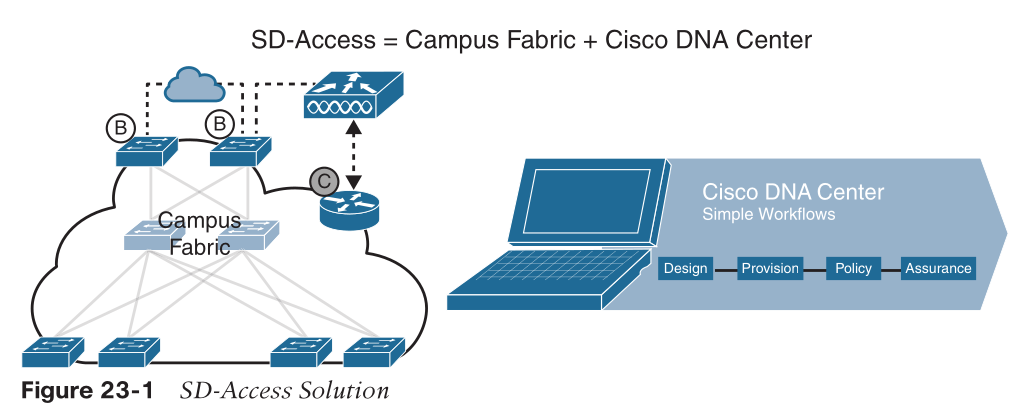 SD-Access = Campus Fabric + Cisco DNA Center
B
B
C
Campus
Fabric
Cisco DNA Center
Simple Workflows
Design
Provision
Policy
Assurance
Figure 23-1 SD-Access Solution